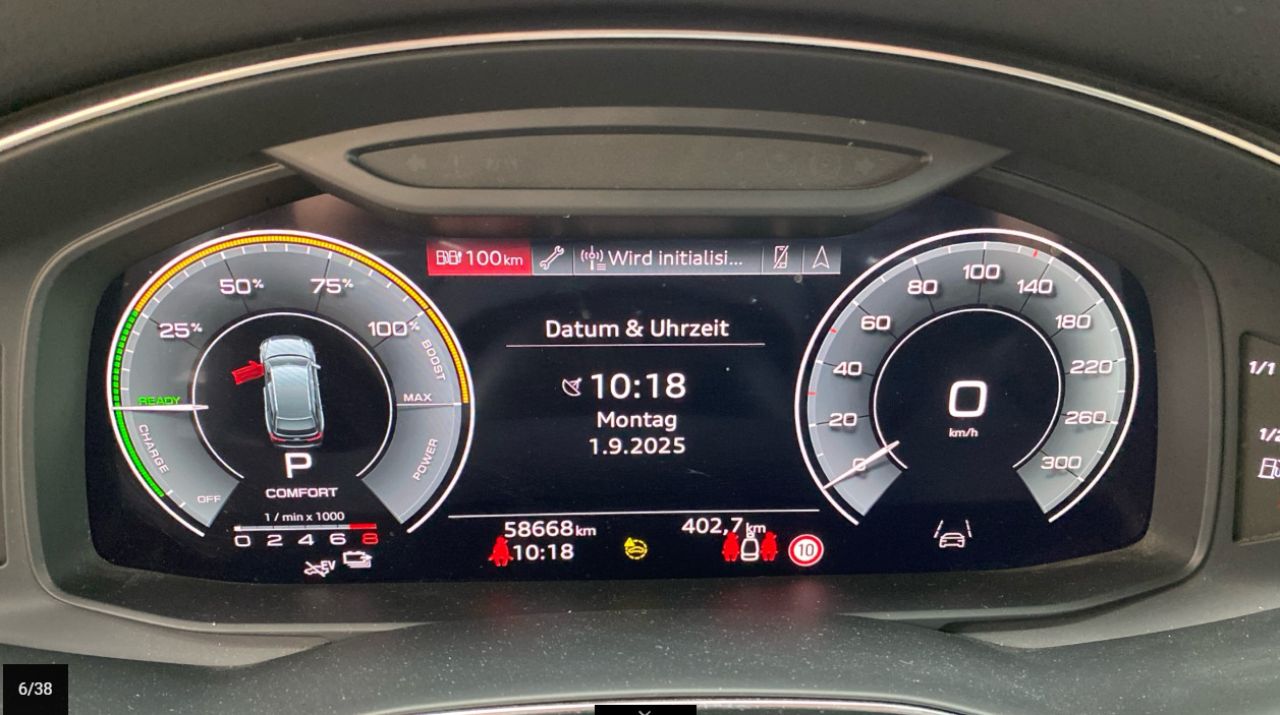 100km
Wird initialisi...
50%
75%
25%
100%
BOOST
READY
MAX
CHARGE
POWER
OFF
P
COMFORT
1 / min x 1000
0 2 4 6 8
EV
Datum & Uhrzeit
10:18
Montag
1.9.2025
58668km
402,7km
10:18
10
0
20
40
60
80
100
140
180
220
260
300
0
km/h
1/1
6/38